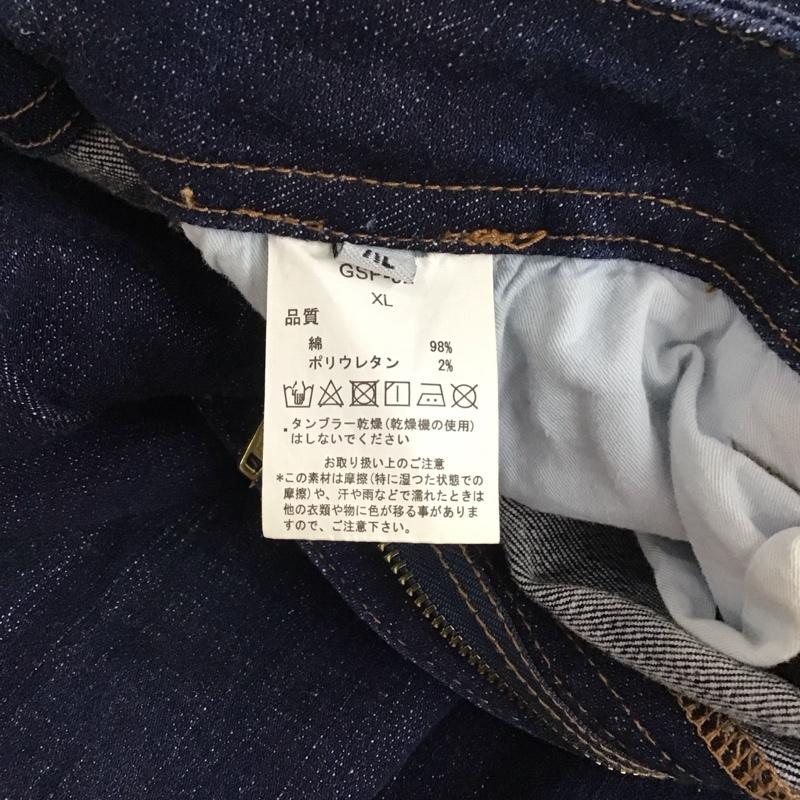 XL
品質
綿 98%
ポリウレタン 2%
・タンブラー乾燥(乾燥機の使用)
はしないでください
お取り扱い上のご注意
*この素材は摩擦(特に湿つた状態での
摩擦)や、汗や雨などで濡れたときは
他の衣類や物に色が移る事がありま
すので、ご注意下さい。